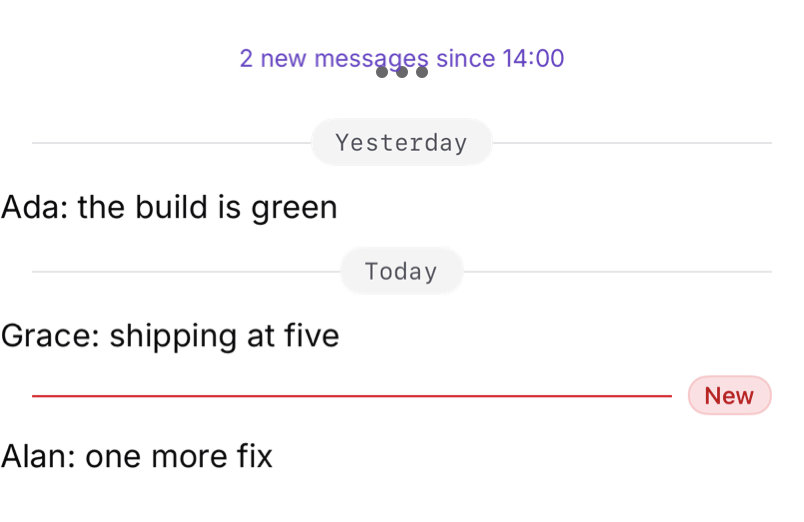 2 new messages since 14:00
Yesterday
Ada: the build is green
Today
Grace: shipping at five
New
Alan: one more fix